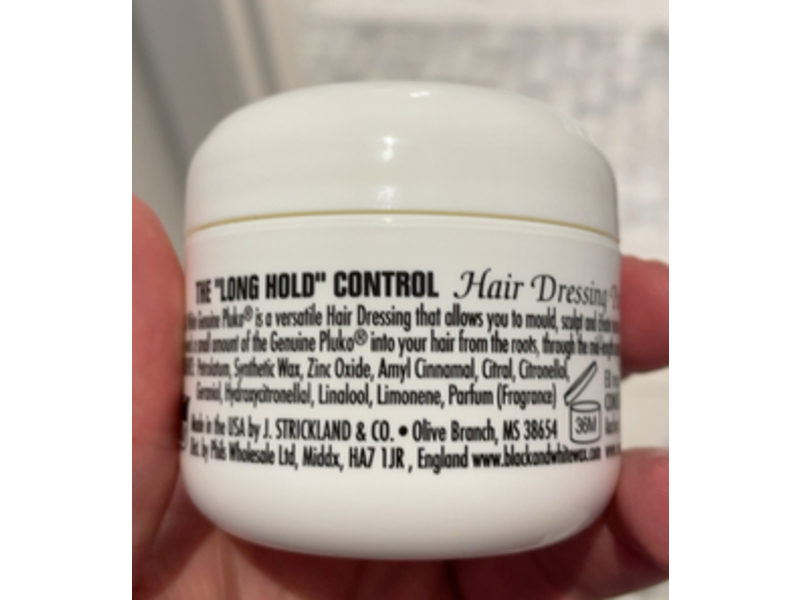 THE "LONG HOLD" CONTROL Hair Dressing
Genuine Pluko® is a versatile Hair Dressing that allows you to mould, sculpt and
small amount of the Genuine Pluko® into your hair from the roots, through the mid-length
Petrolatum, Synthetic Wax, Zinc Oxide, Amyl Cinnamal, Citral, Citronellol,
Geraniol, Hydroxycitronellal, Linalool, Limonene, Parfum (Fragrance)
36M
Made in the USA by J. STRICKLAND & CO. • Olive Branch, MS 38654
Dist. by Phils Wholesale Ltd, Middx, HA7 1JR, England www.blackandwhitewax.com